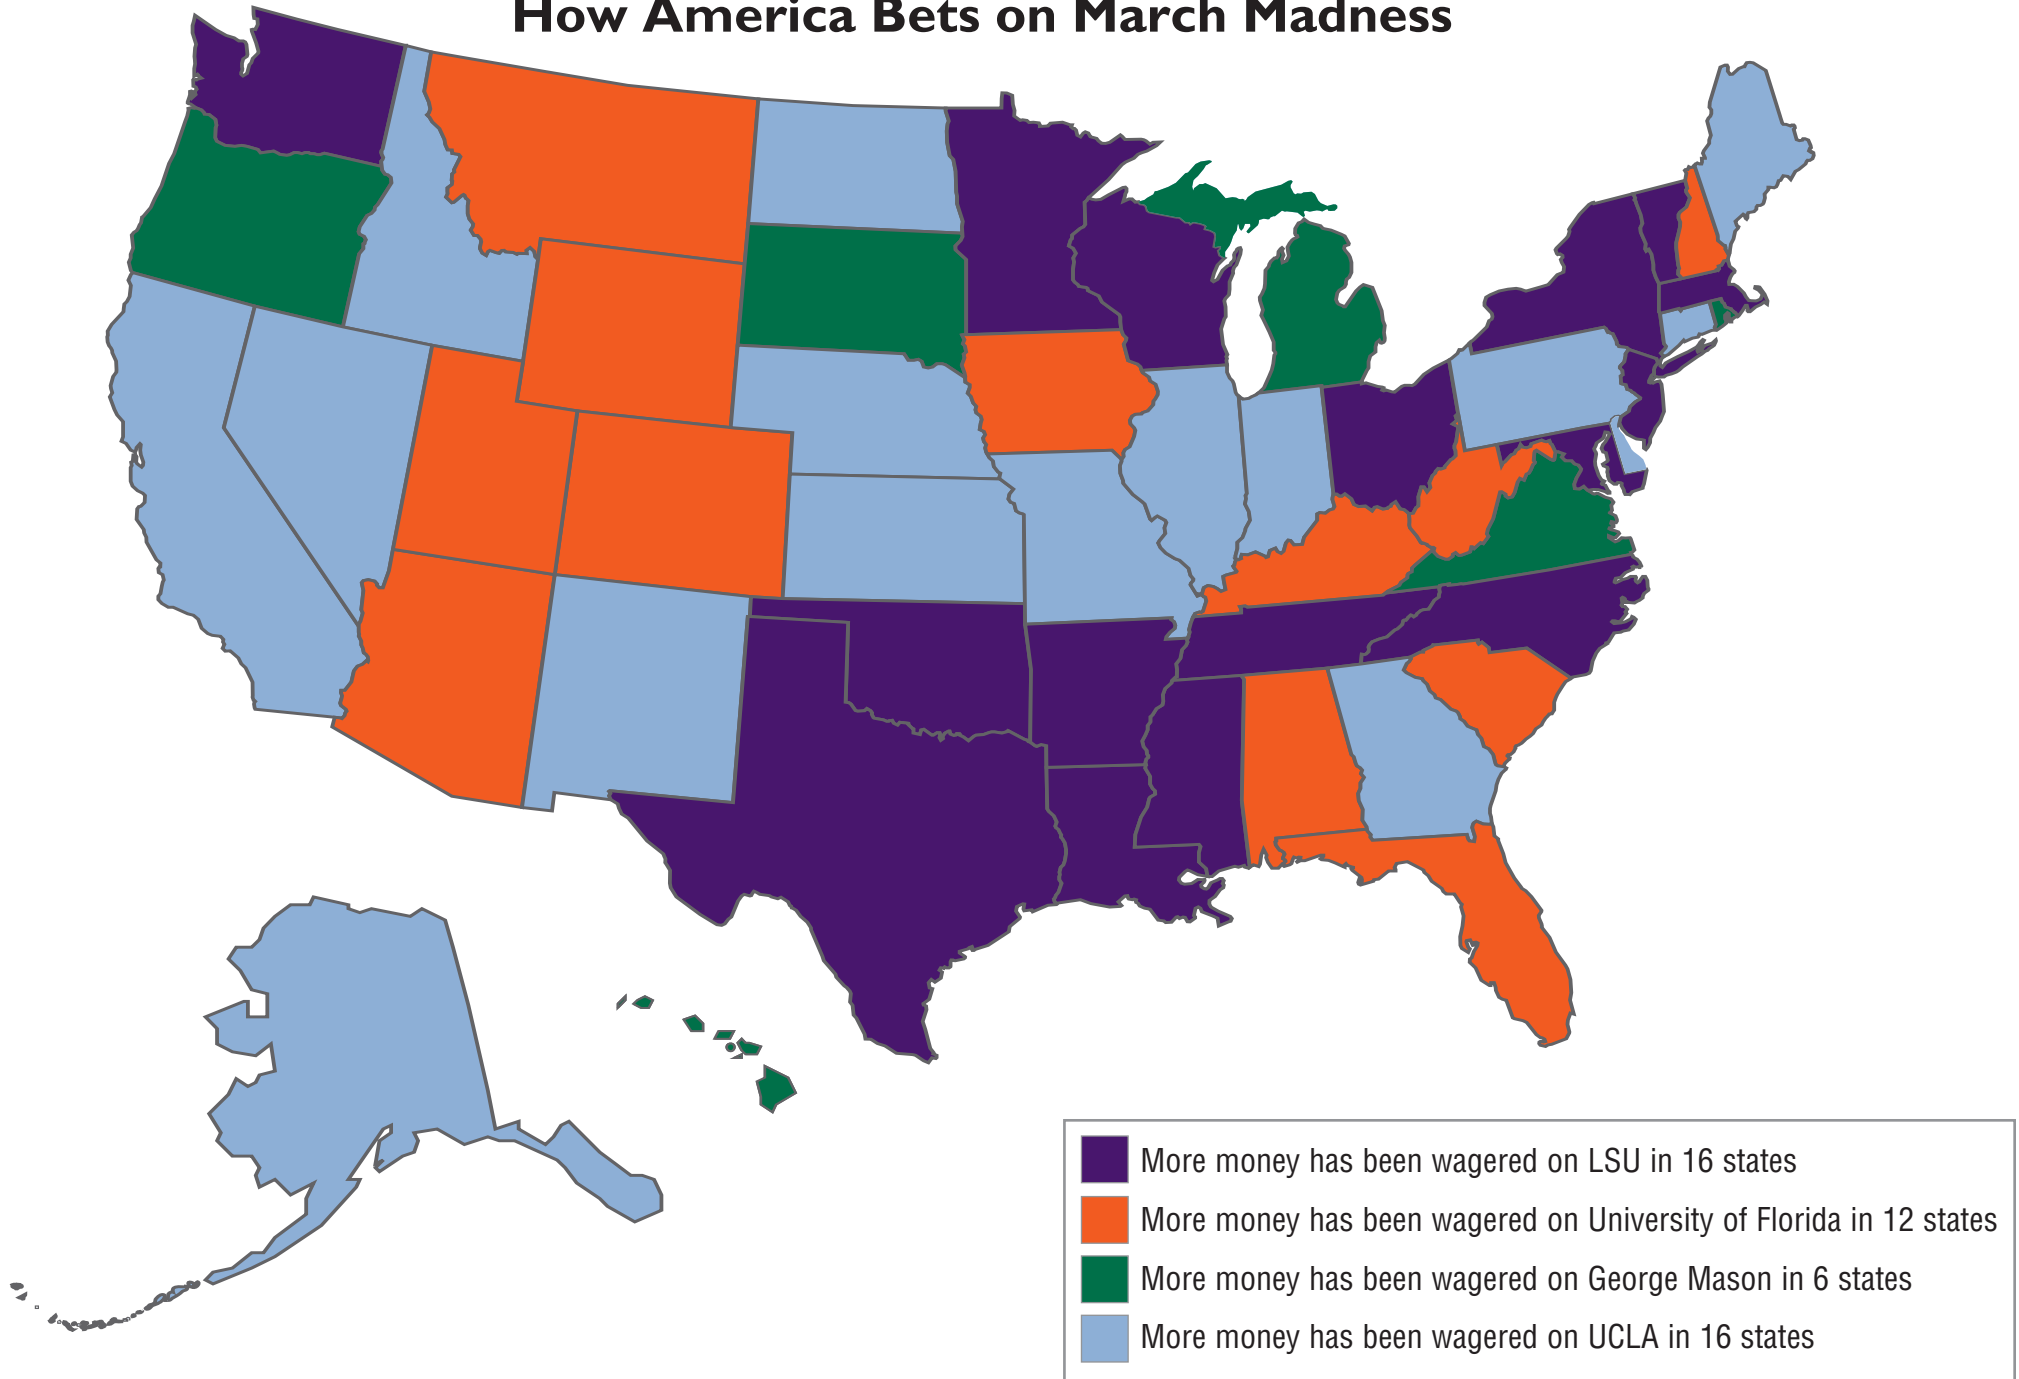 How America Bets on March Madness
More money has been wagered on LSU in 16 states
More money has been wagered on University of Florida in 12 states
More money has been wagered on George Mason in 6 states
More money has been wagered on UCLA in 16 states